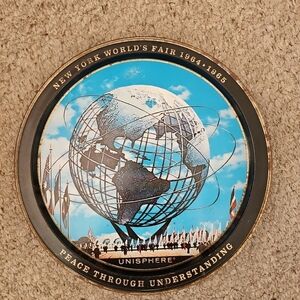 NEW YORK WORLD'S FAIR 1964 • 1965
UNISPHERE®
PEACE THROUGH UNDERSTANDING